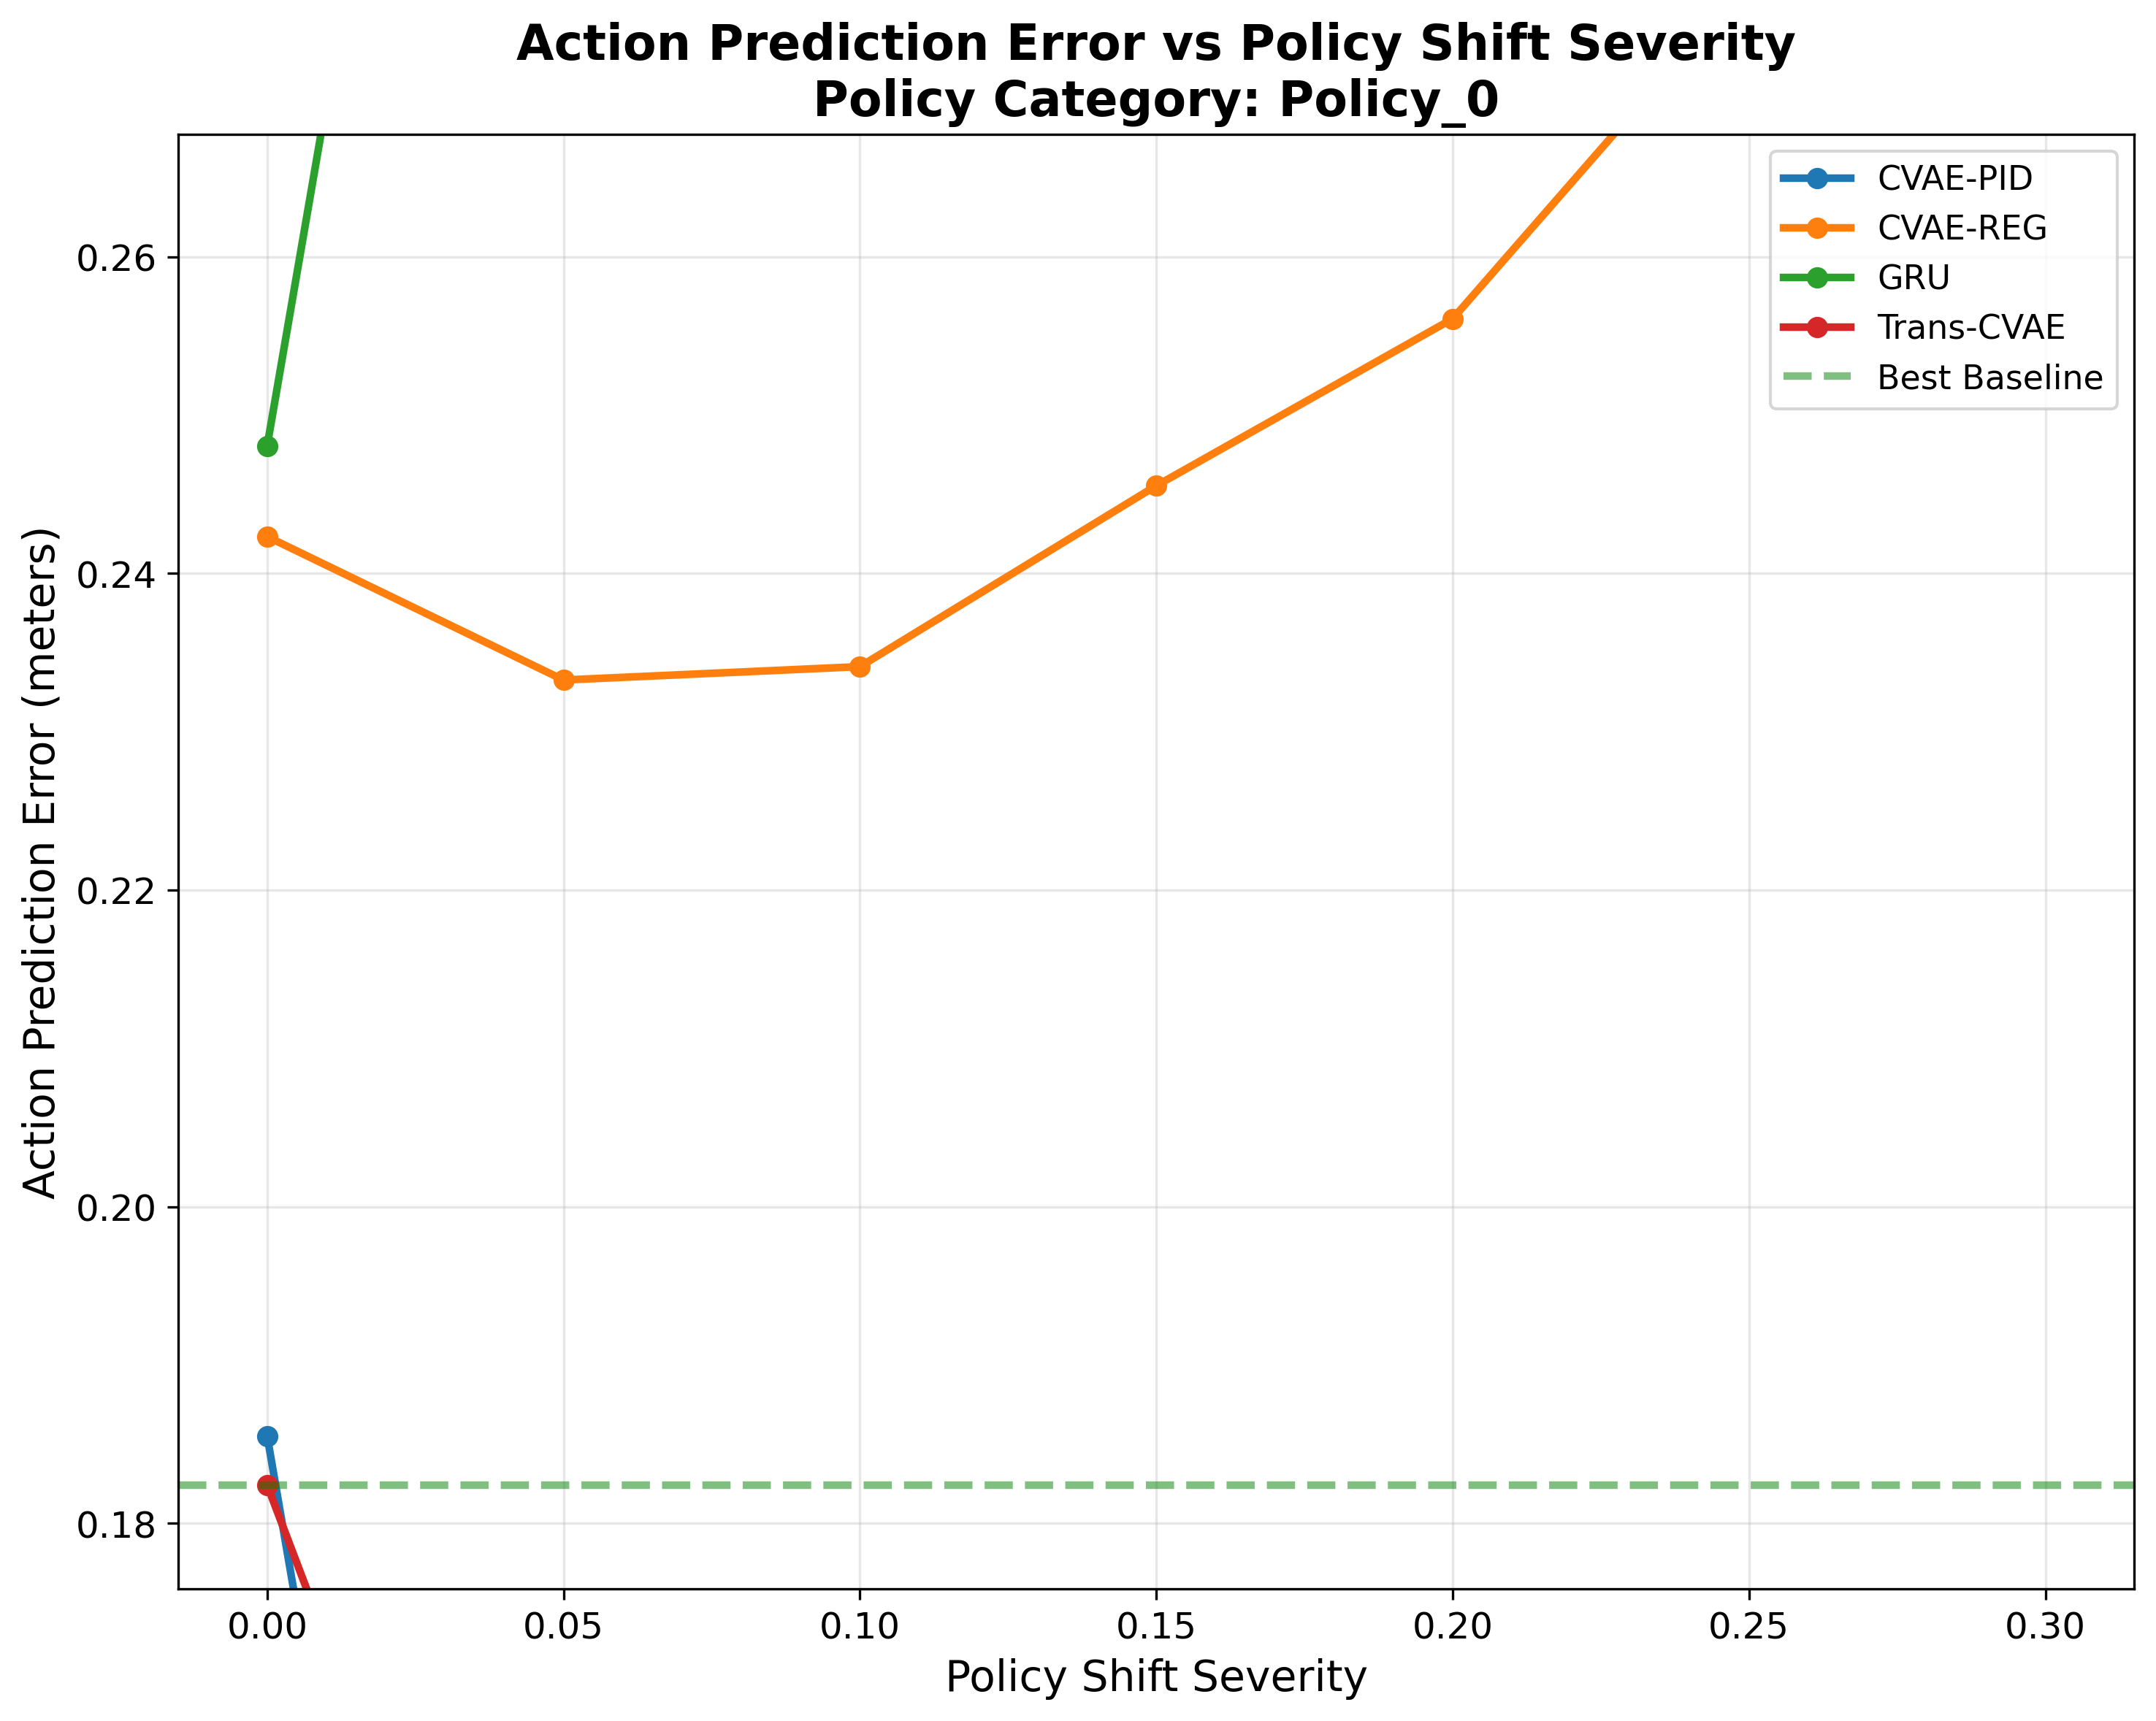 Action Prediction Error vs Policy Shift Severity
Policy Category: Policy_0
CVAE-PID
CVAE-REG
GRU
Trans-CVAE
Best Baseline
Action Prediction Error (meters)
0.26
0.24
0.22
0.20
0.18
0.00 0.05 0.10 0.15 0.20 0.25 0.30
Policy Shift Severity